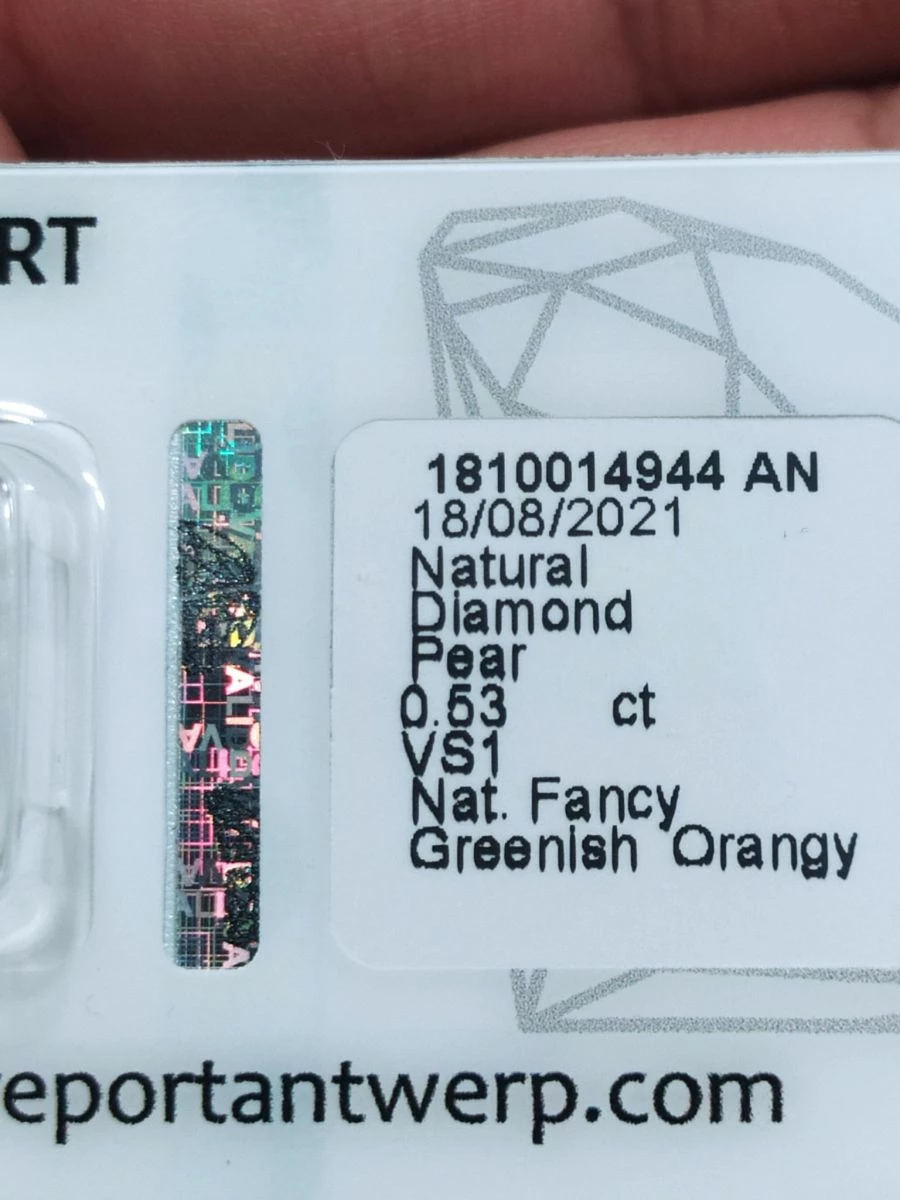 RT
1810014944 AN
18/08/2021
Natural
Diamond
Pear
0.53 ct
VS1
Nat. Fancy
Greenish Orangy
eportantwerp.com